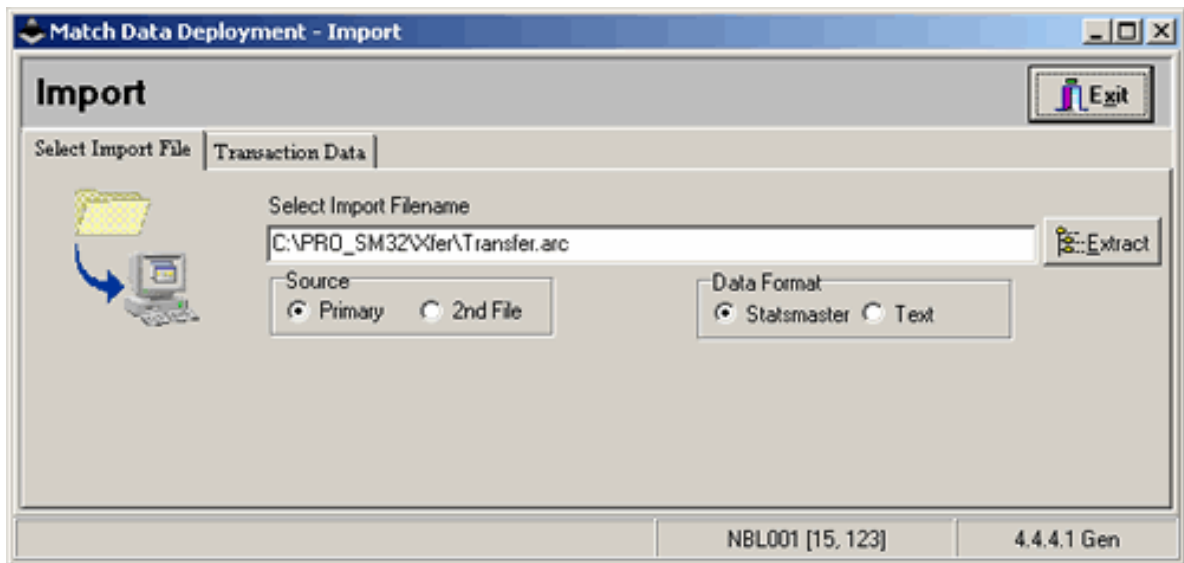 Match Data Deployment - Import
Import
Exit
Select Import File
Transaction Data
Select Import Filename
C:\PRO_SM32\Xfer\Transfer.arc
Extract
Source
Data Format
Primary
2nd File
Statsmaster
Text
NBL001 [15, 123]
4.4.4.1 Gen